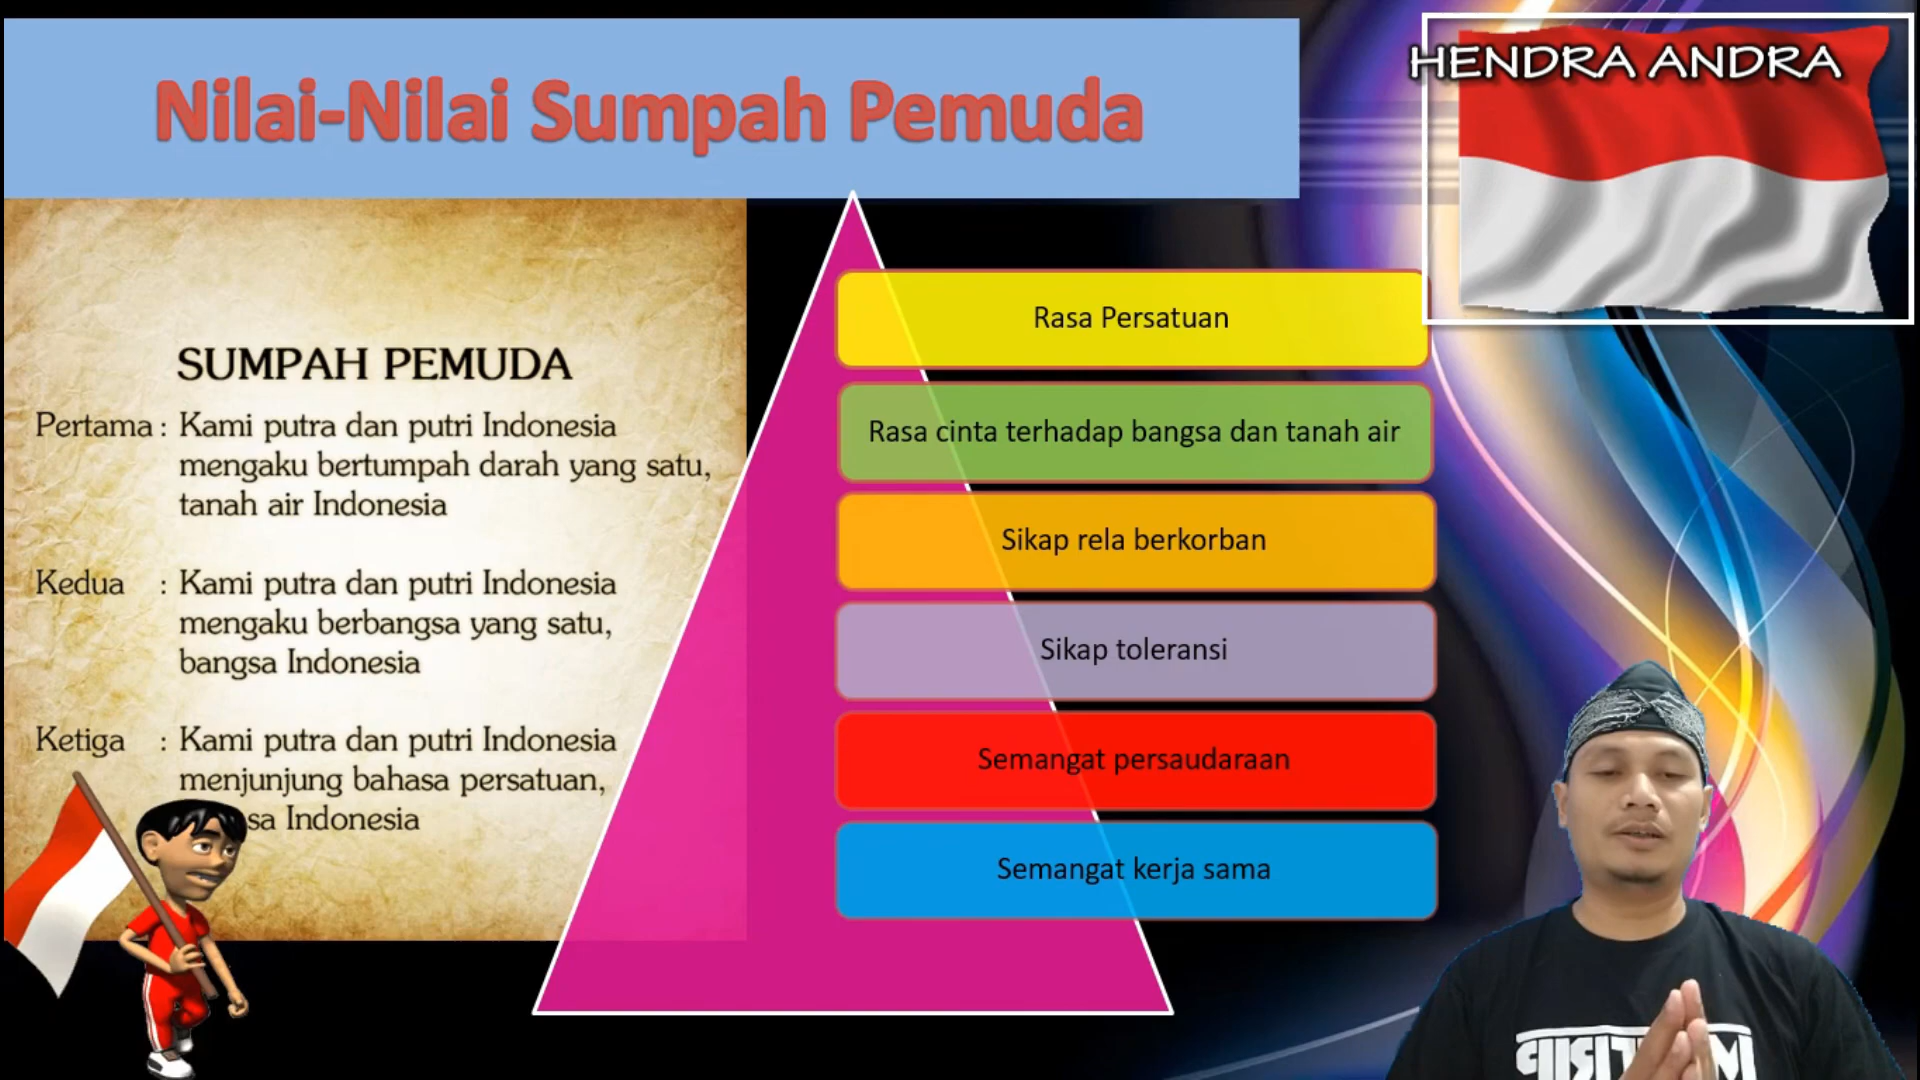 Nilai-Nilai Sumpah Pemuda
HENDRA ANDRA
SUMPAH PEMUDA
Pertama : Kami putra dan putri Indonesia
mengaku bertumpah darah yang satu,
tanah air Indonesia
Kedua : Kami putra dan putri Indonesia
mengaku berbangsa yang satu,
bangsa Indonesia
Ketiga : Kami putra dan putri Indonesia
menjunjung bahasa persatuan,
sa Indonesia
Rasa Persatuan
Rasa cinta terhadap bangsa dan tanah air
Sikap rela berkorban
Sikap toleransi
Semangat persaudaraan
Semangat kerja sama